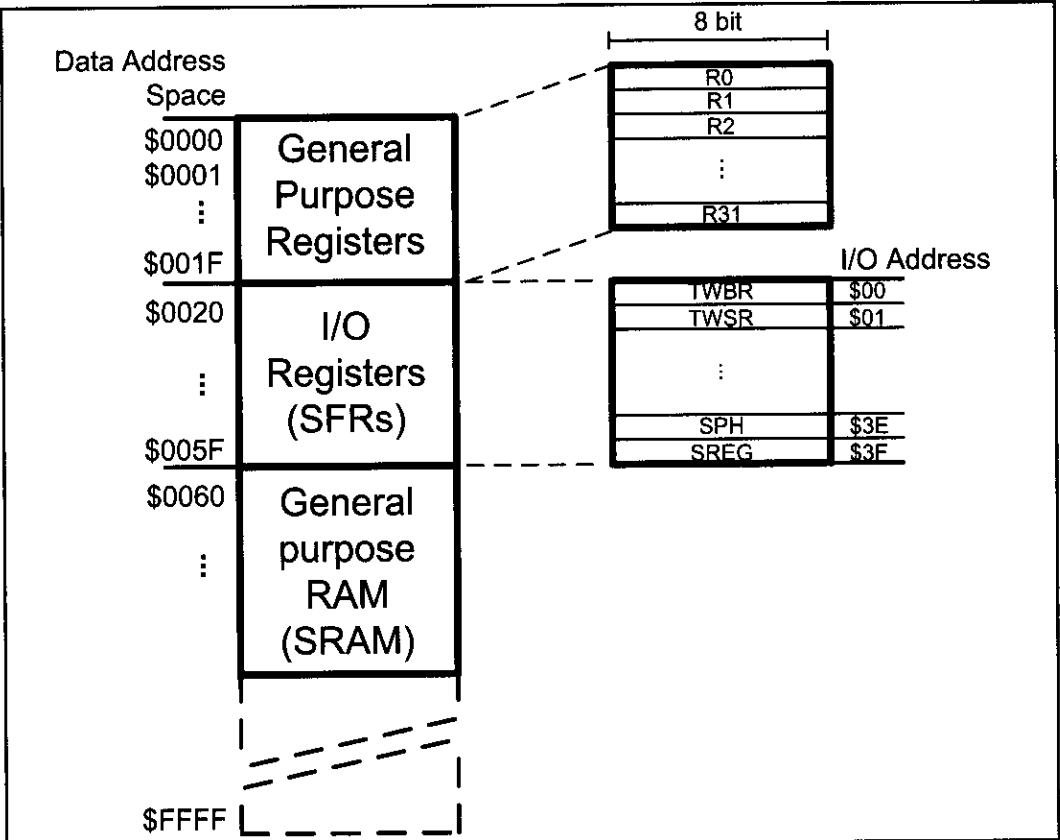 8 bit
Data Address
Space
$0000
$0001
⋮
$001F
$0020
⋮
$005F
$0060
⋮
$FFFF
General
Purpose
Registers
I/O
Registers
(SFRs)
General
purpose
RAM
(SRAM)
R0
R1
R2
⋮
R31
I/O Address
TWBR $00
TWSR $01
⋮
SPH $3E
SREG $3F